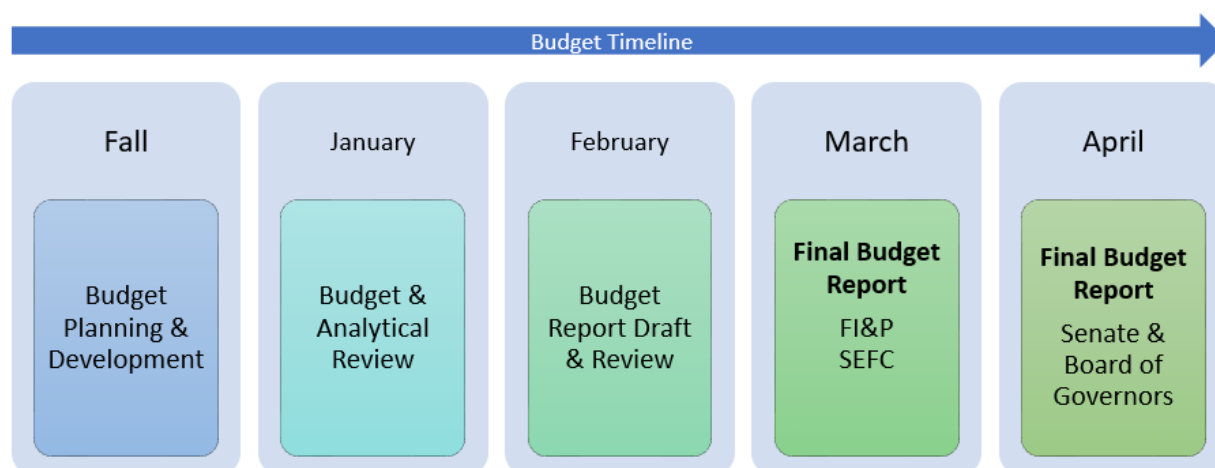 Budget Timeline
Fall
Budget
Planning &
Development
January
Budget &
Analytical
Review
February
Budget
Report Draft
& Review
March
Final Budget
Report
FI&P
SEFC
April
Final Budget
Report
Senate &
Board of
Governors